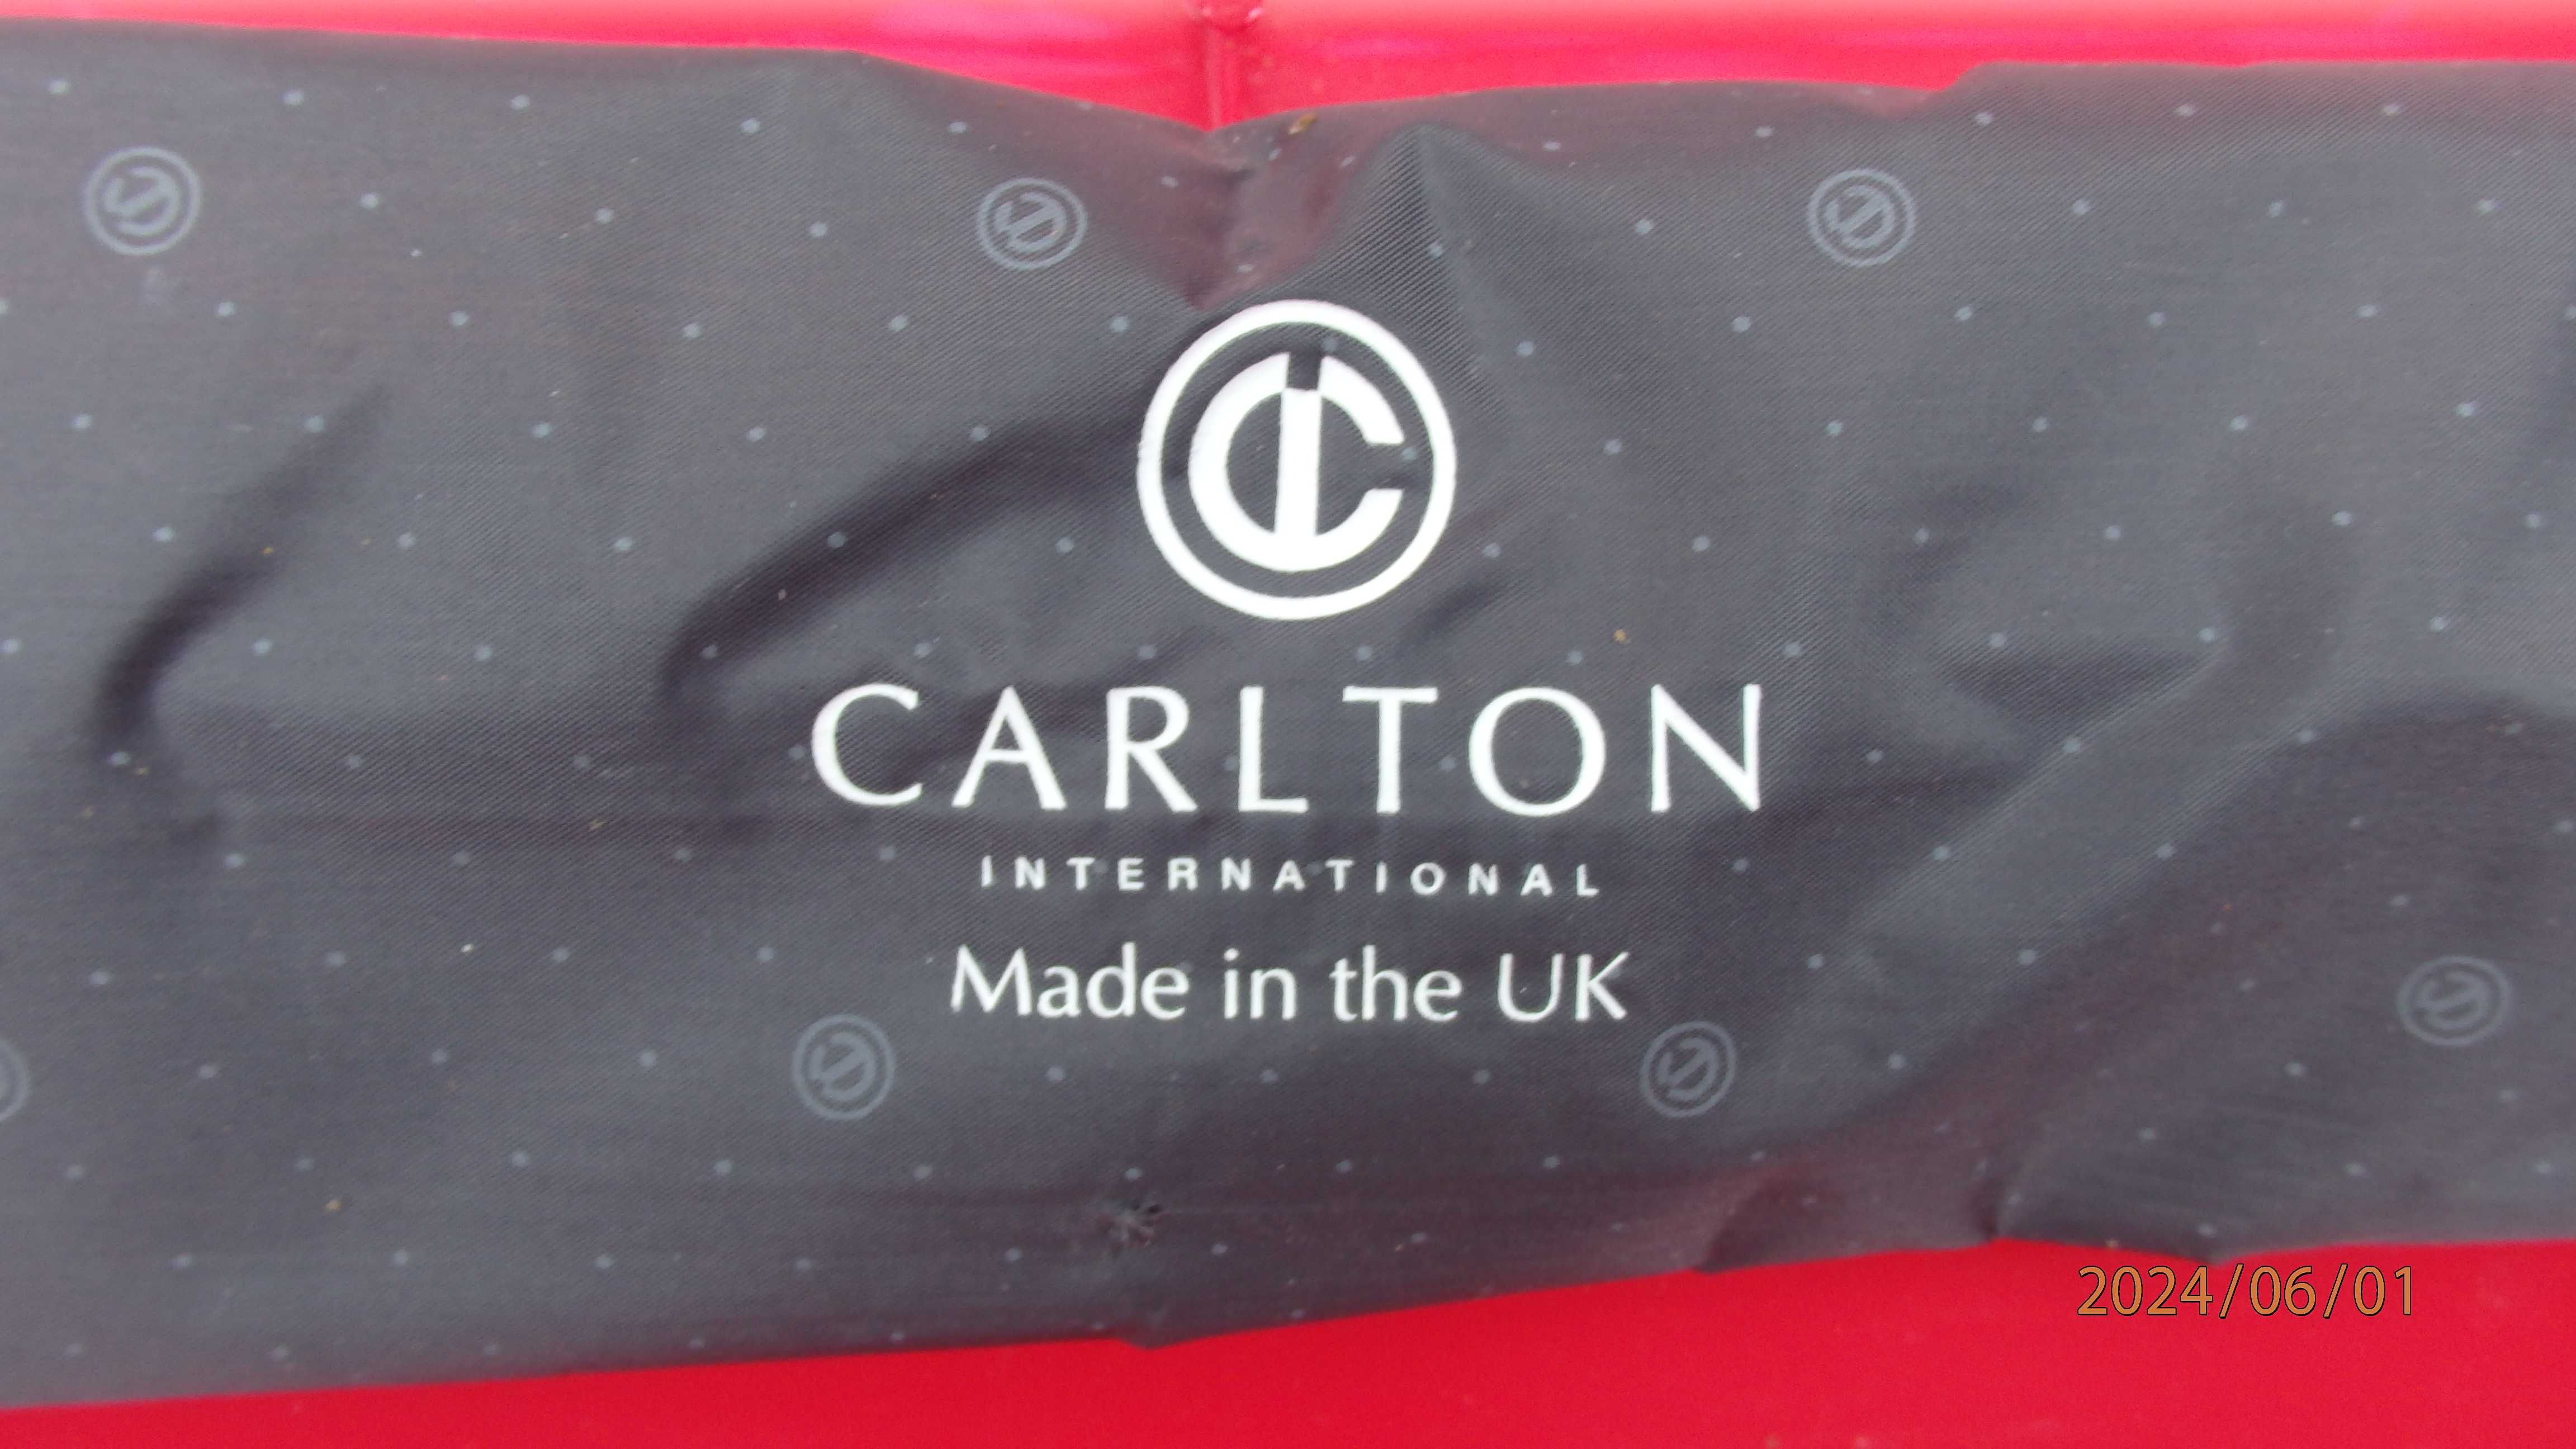 CARLTON
INTERNATIONAL
Made in the UK
2024/06/01